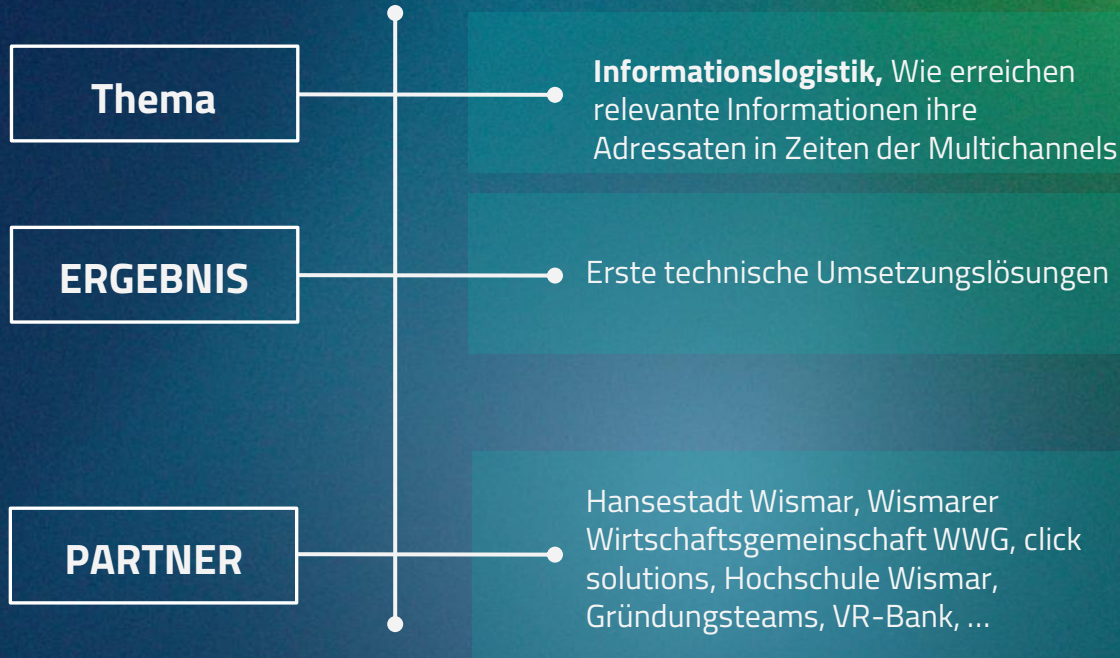 Thema
Informationslogistik, Wie erreichen
relevante Informationen ihre
Adressaten in Zeiten der Multichannels
ERGEBNIS
Erste technische Umsetzungslösungen
PARTNER
Hansestadt Wismar, Wismarer
Wirtschaftsgemeinschaft WWG, click
solutions, Hochschule Wismar,
Gründungsteams, VR-Bank, ...